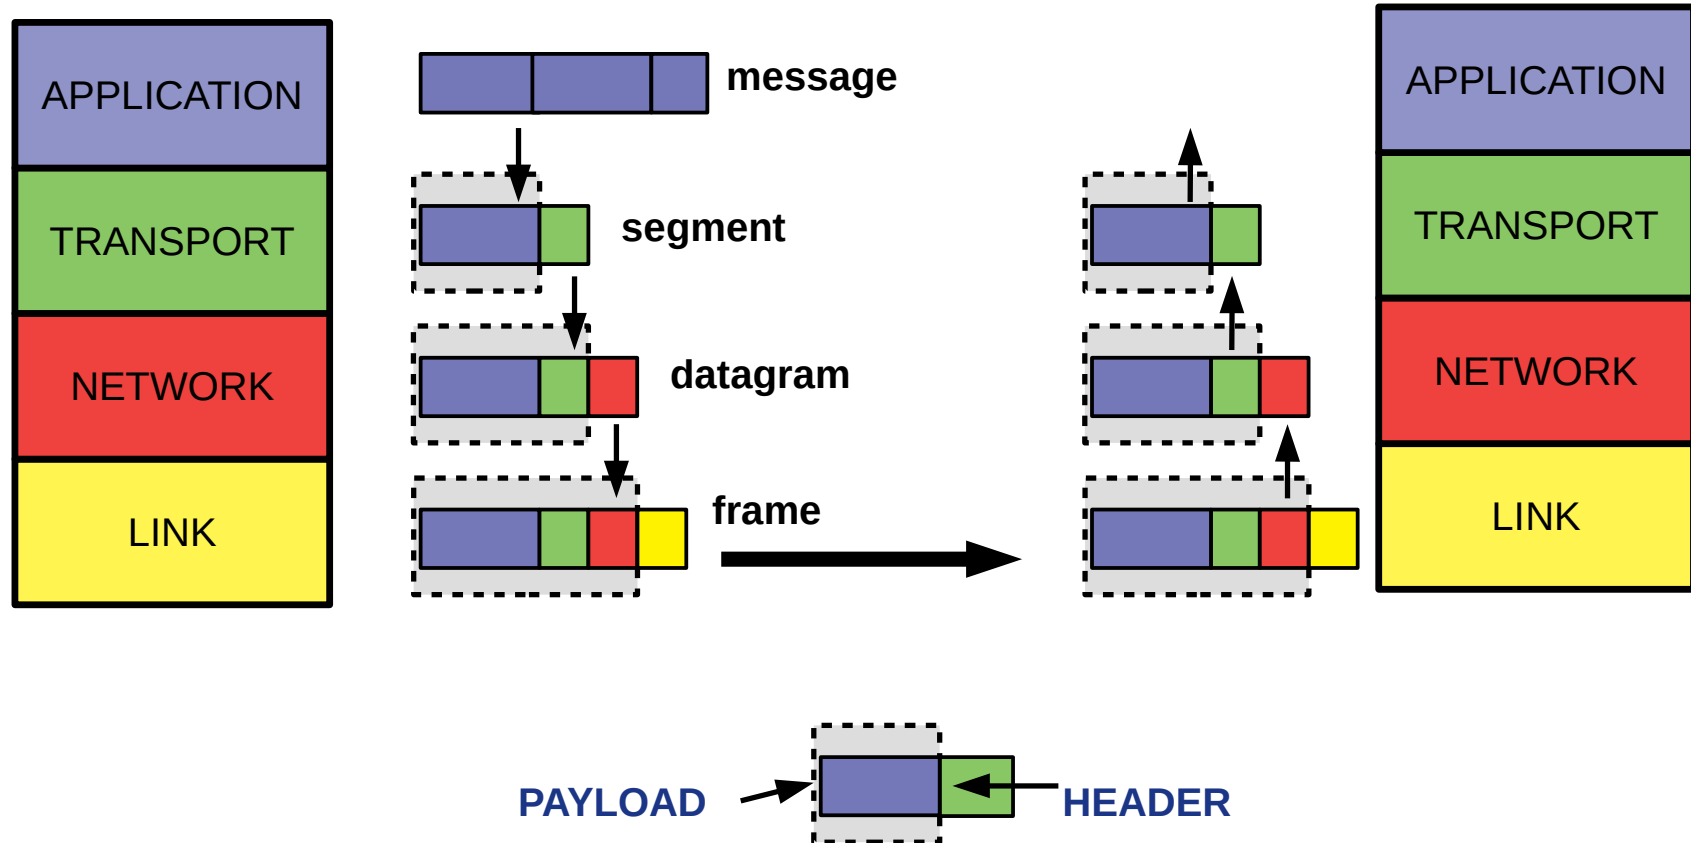 APPLICATION
TRANSPORT
NETWORK
LINK
message
segment
datagram
frame
APPLICATION
TRANSPORT
NETWORK
LINK
PAYLOAD
HEADER